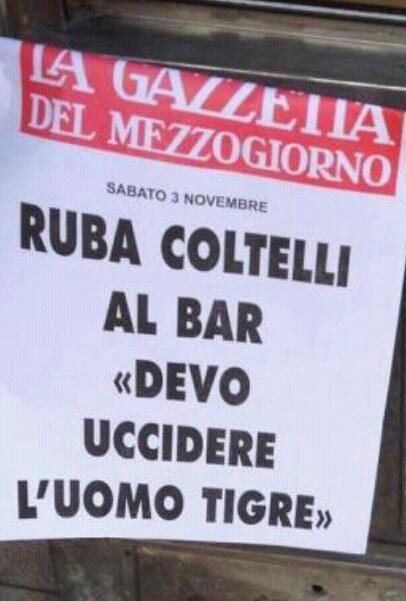 LA GAZZETTA
DEL MEZZOGIORNO
SABATO 3 NOVEMBRE
RUBA COLTELLI
AL BAR
«DEVO
UCCIDERE
L'UOMO TIGRE»